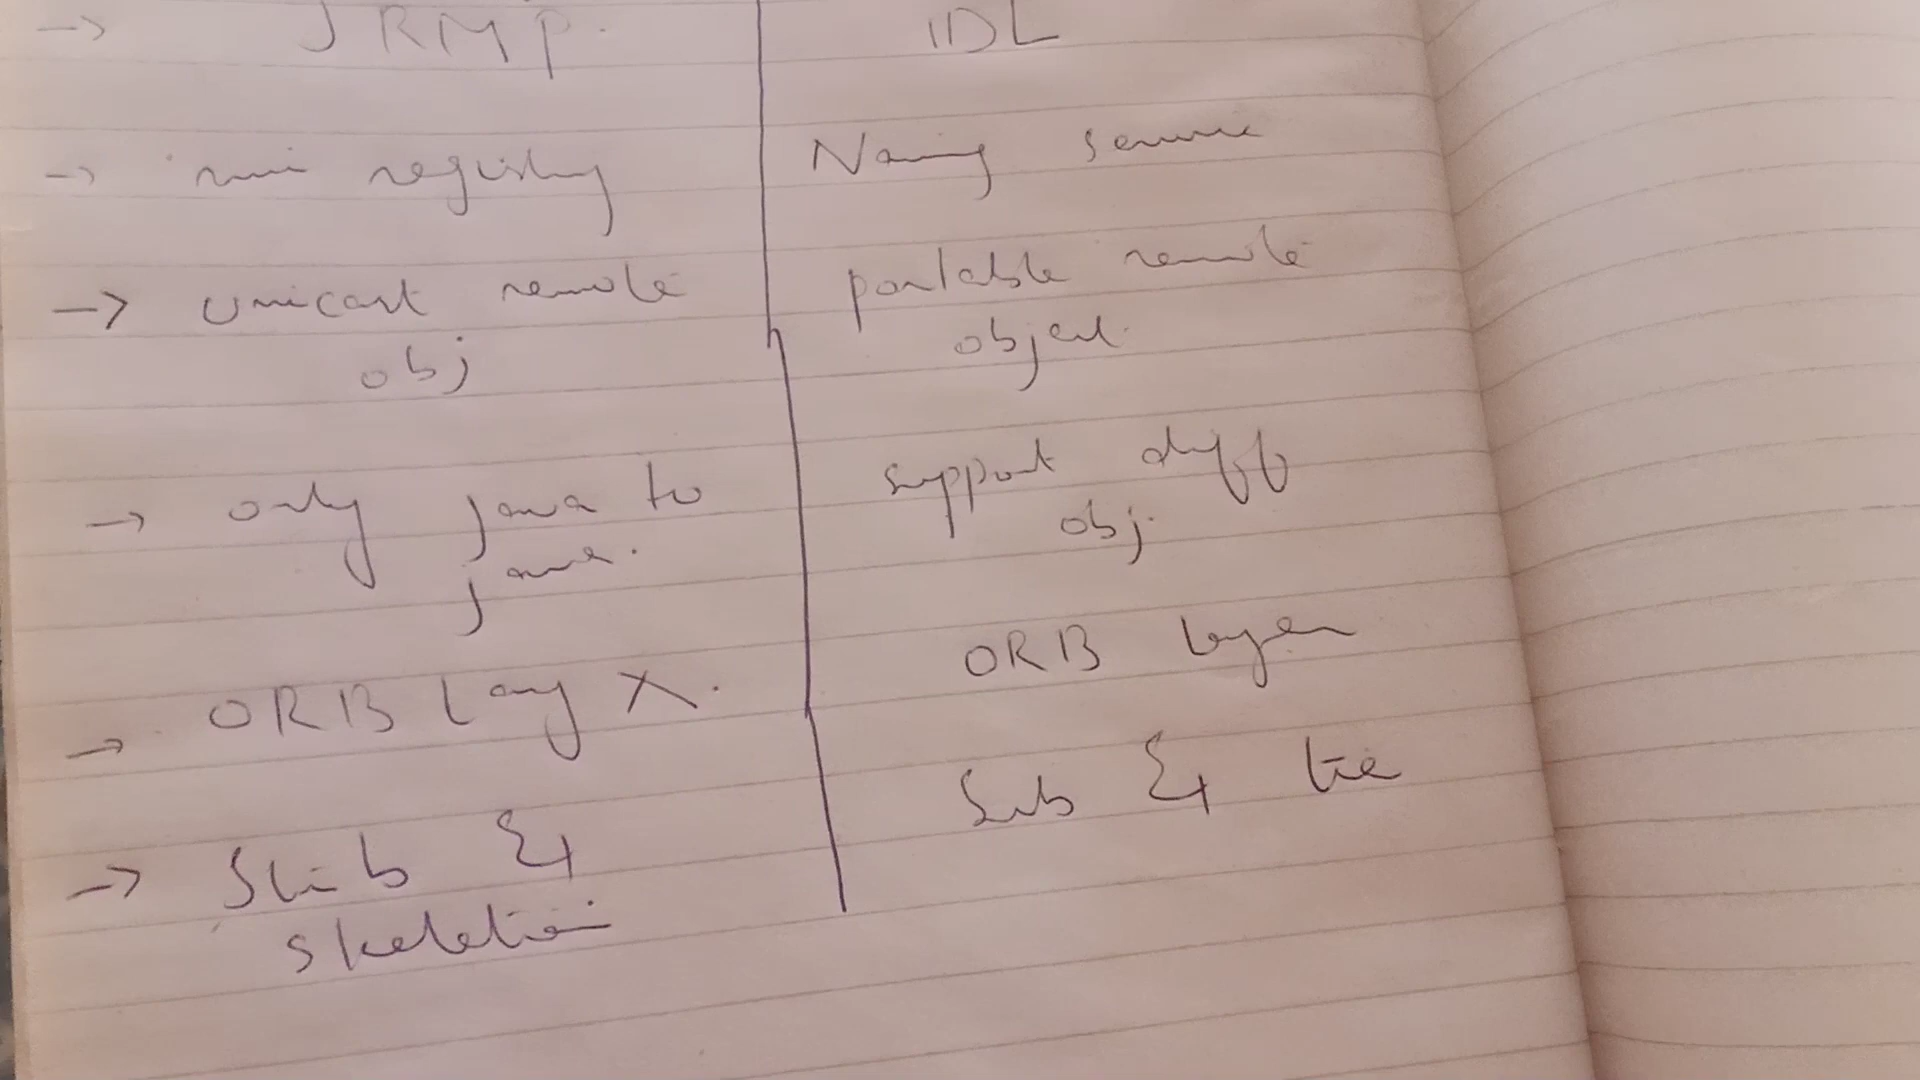 → JRMP. IDL
→ rmi registry Naming service
→ unicast remote portable remote
obj object.
→ only java to support diff
java. obj.
→ ORB Lay X. ORB layer
→ Stub & Sub & tie
skeleton